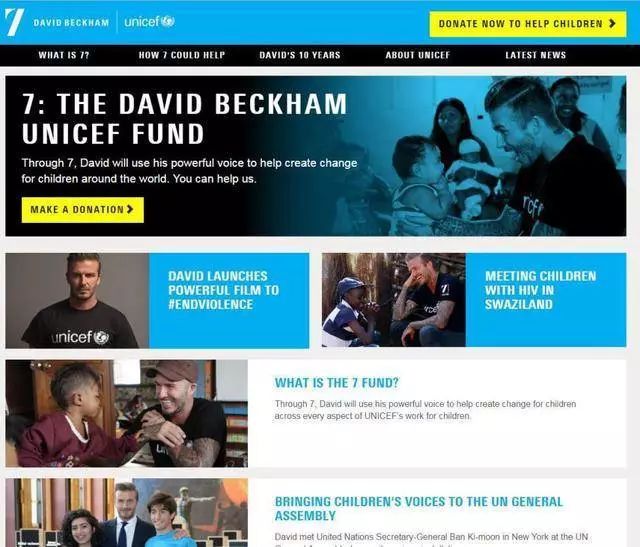 7 DAVID BECKHAM unicef
DONATE NOW TO HELP CHILDREN
WHAT IS 7? HOW 7 COULD HELP DAVID'S 10 YEARS ABOUT UNICEF LATEST NEWS
7: THE DAVID BECKHAM
UNICEF FUND
Through 7, David will use his powerful voice to help create change
for children around the world. You can help us.
MAKE A DONATION
unicef
DAVID LAUNCHES
POWERFUL FILM TO
#ENDVIOLENCE
MEETING CHILDREN
WITH HIV IN
SWAZILAND
WHAT IS THE 7 FUND?
Through 7, David will use his powerful voice to help create change for children
across every aspect of UNICEF's work for children.
BRINGING CHILDREN'S VOICES TO THE UN GENERAL
ASSEMBLY
David met United Nations Secretary-General Ban Ki-moon in New York at the UN